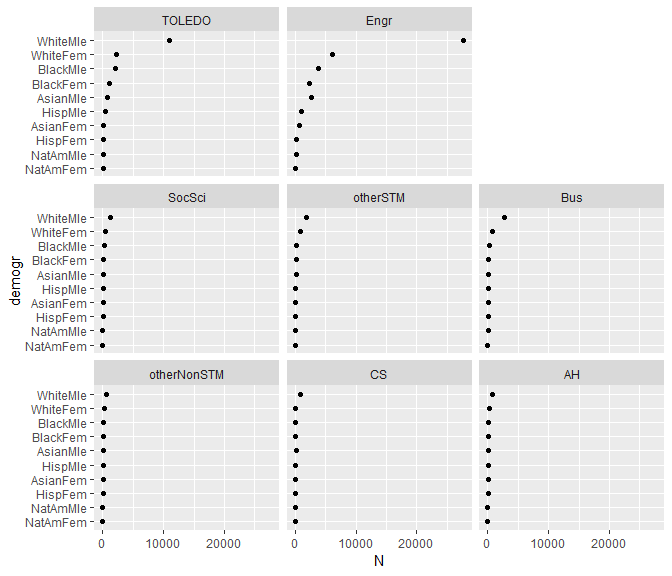 TOLEDO Engr
WhiteMle
WhiteFem
BlackMle
BlackFem
AsianMle
HispMle
AsianFem
HispFem
NatAmMle
NatAmFem
SocSci otherSTM Bus
WhiteMle
WhiteFem
BlackMle
BlackFem
AsianMle
HispMle
AsianFem
HispFem
NatAmMle
NatAmFem
demogr
otherNonSTM CS AH
WhiteMle
WhiteFem
BlackMle
BlackFem
AsianMle
HispMle
AsianFem
HispFem
NatAmMle
NatAmFem
0 10000 20000 0 10000 20000 0 10000 20000
N